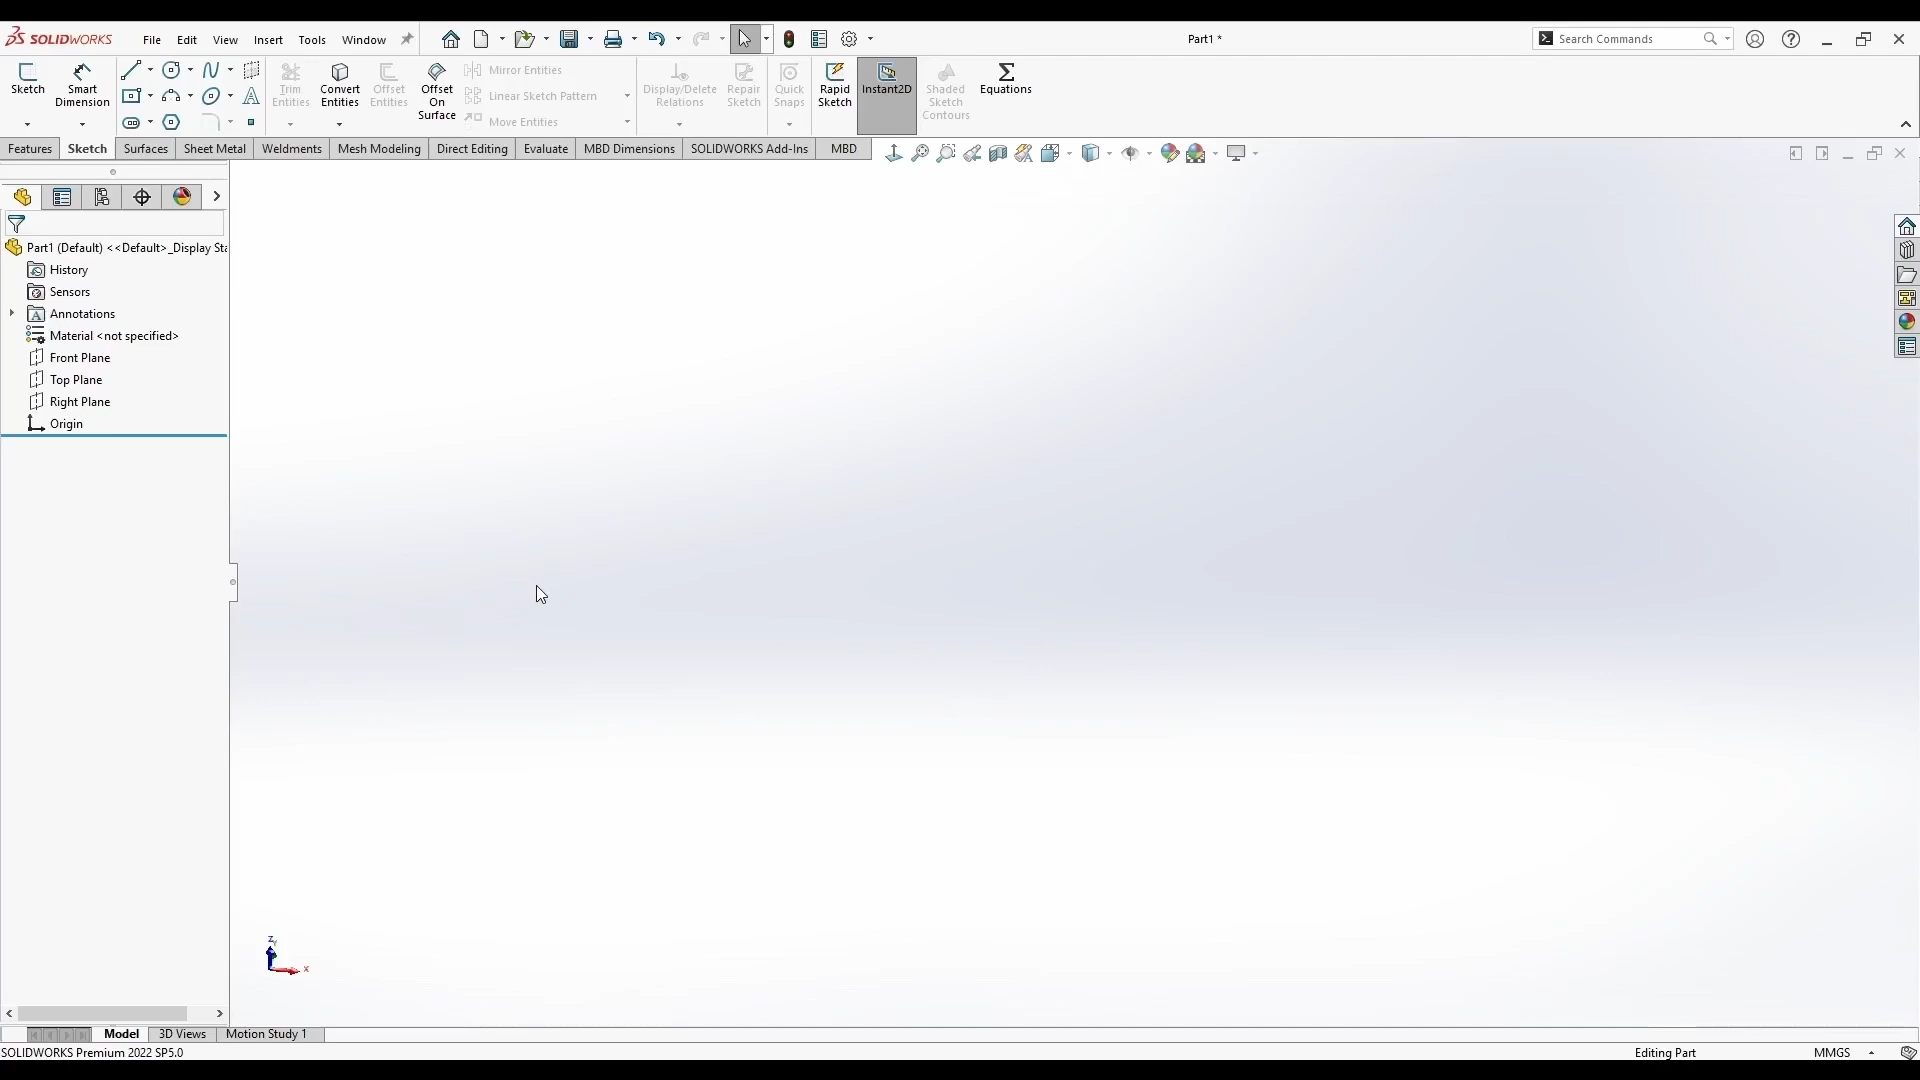 SOLIDWORKS File Edit View Insert Tools Window Part1 * Search Commands
Sketch Smart Dimension Trim Entities Convert Entities Offset Entities Offset On Surface Mirror Entities Linear Sketch Pattern Move Entities Display/Delete Relations Repair Sketch Quick Snaps Rapid Sketch Instant2D Shaded Sketch Contours Equations
Features Sketch Surfaces Sheet Metal Weldments Mesh Modeling Direct Editing Evaluate MBD Dimensions SOLIDWORKS Add-Ins MBD
Part1 (Default) <<Default>_Display Sta
History
Sensors
Annotations
Material <not specified>
Front Plane
Top Plane
Right Plane
Origin
Z
Y
X
Model 3D Views Motion Study 1
SOLIDWORKS Premium 2022 SP5.0 Editing Part MMGS